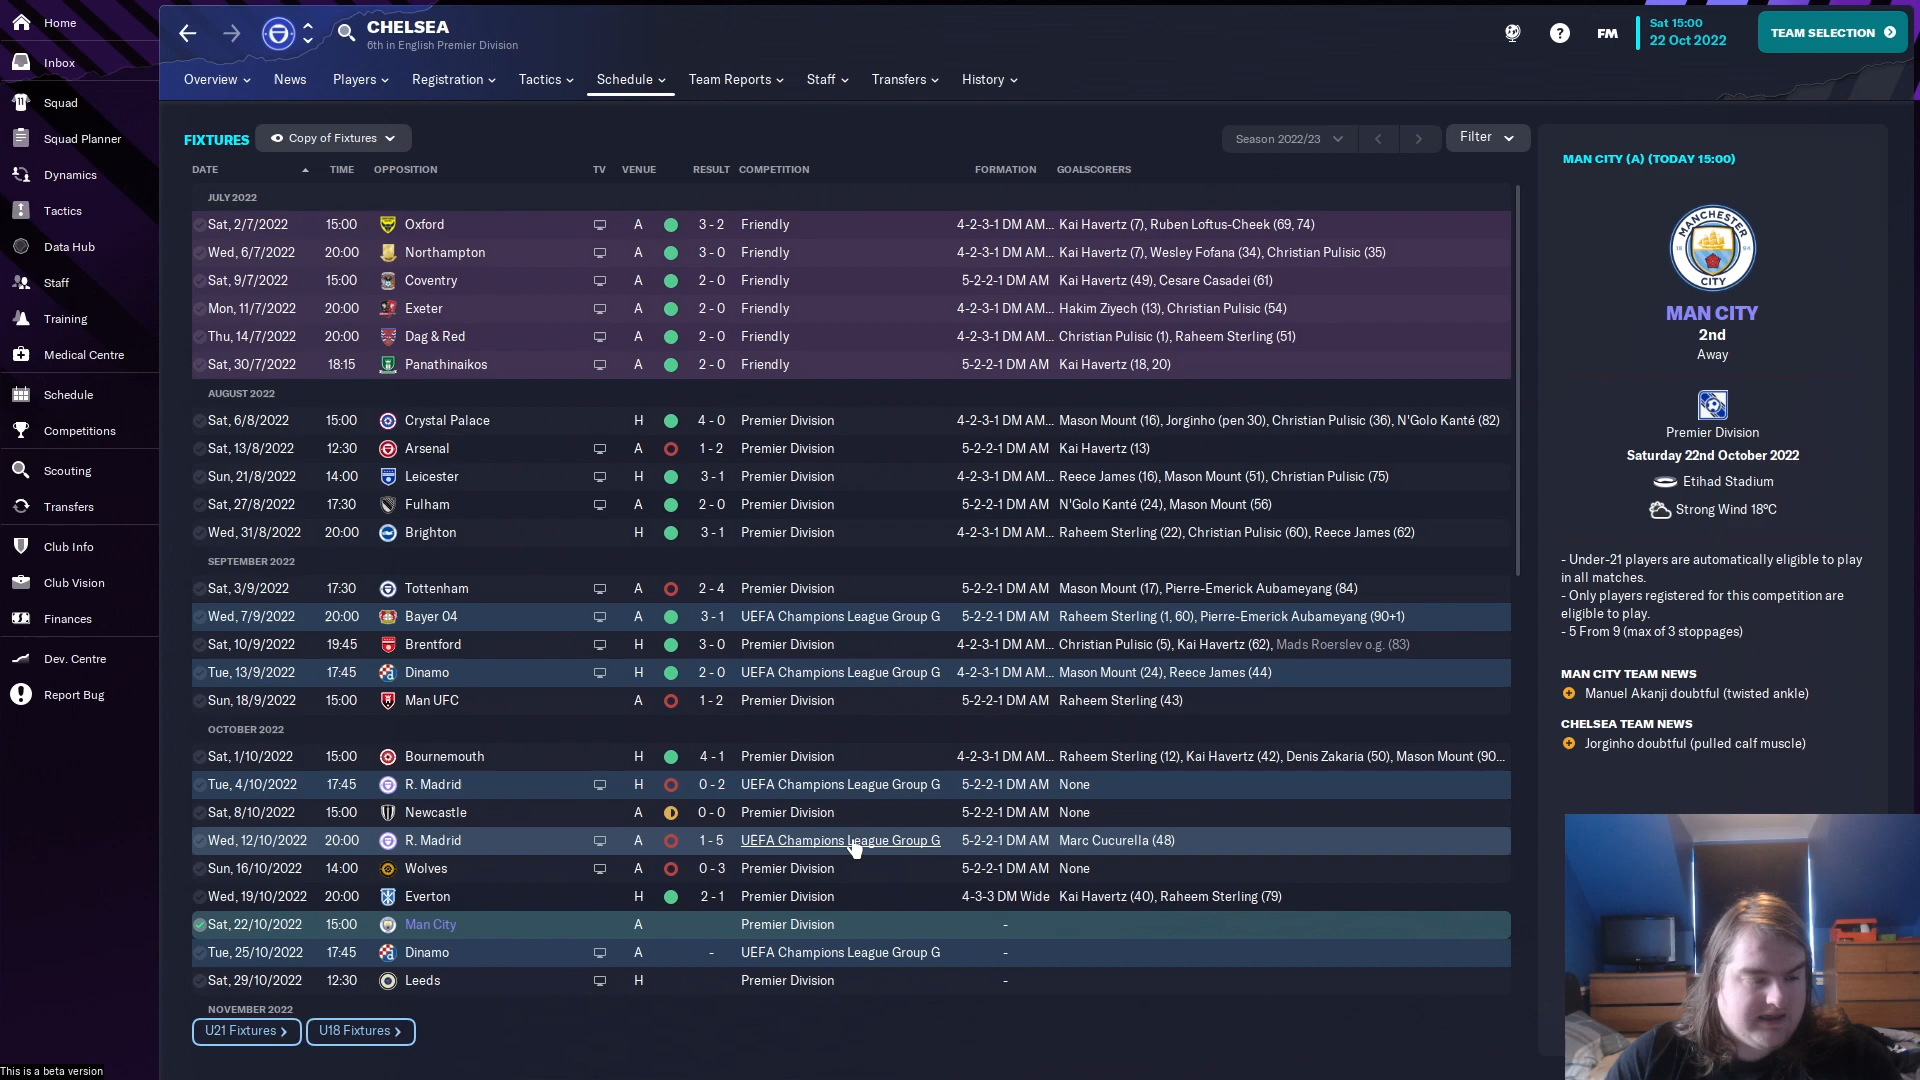 Home
Inbox
Squad
Squad Planner
Dynamics
Tactics
Data Hub
Staff
Training
Medical Centre
Schedule
Competitions
Scouting
Transfers
Club Info
Club Vision
Finances
Dev. Centre
Report Bug
This is a beta version
CHELSEA
6th in English Premier Division
FM
Sat 15:00
22 Oct 2022
TEAM SELECTION
Overview News Players Registration Tactics Schedule Team Reports Staff Transfers History
FIXTURES Copy of Fixtures Season 2022/23 Filter
DATE TIME OPPOSITION TV VENUE RESULT COMPETITION FORMATION GOALSCORERS
JULY 2022
Sat, 2/7/2022 15:00 Oxford A 3 - 2 Friendly 4-2-3-1 DM AM... Kai Havertz (7), Ruben Loftus-Cheek (69, 74)
Wed, 6/7/2022 20:00 Northampton A 3 - 0 Friendly 4-2-3-1 DM AM... Kai Havertz (7), Wesley Fofana (34), Christian Pulisic (35)
Sat, 9/7/2022 15:00 Coventry A 2 - 0 Friendly 5-2-2-1 DM AM Kai Havertz (49), Cesare Casadei (61)
Mon, 11/7/2022 20:00 Exeter A 2 - 0 Friendly 4-2-3-1 DM AM... Hakim Ziyech (13), Christian Pulisic (54)
Thu, 14/7/2022 20:00 Dag & Red A 2 - 0 Friendly 4-2-3-1 DM AM... Christian Pulisic (1), Raheem Sterling (51)
Sat, 30/7/2022 18:15 Panathinaikos A 2 - 0 Friendly 5-2-2-1 DM AM Kai Havertz (18, 20)
AUGUST 2022
Sat, 6/8/2022 15:00 Crystal Palace H 4 - 0 Premier Division 4-2-3-1 DM AM... Mason Mount (16), Jorginho (pen 30), Christian Pulisic (36), N'Golo Kanté (82)
Sat, 13/8/2022 12:30 Arsenal A 1 - 2 Premier Division 5-2-2-1 DM AM Kai Havertz (13)
Sun, 21/8/2022 14:00 Leicester H 3 - 1 Premier Division 4-2-3-1 DM AM... Reece James (16), Mason Mount (51), Christian Pulisic (75)
Sat, 27/8/2022 17:30 Fulham A 2 - 0 Premier Division 5-2-2-1 DM AM N'Golo Kanté (24), Mason Mount (56)
Wed, 31/8/2022 20:00 Brighton H 3 - 1 Premier Division 4-2-3-1 DM AM... Raheem Sterling (22), Christian Pulisic (60), Reece James (62)
SEPTEMBER 2022
Sat, 3/9/2022 17:30 Tottenham A 2 - 4 Premier Division 5-2-2-1 DM AM Mason Mount (17), Pierre-Emerick Aubameyang (84)
Wed, 7/9/2022 20:00 Bayer 04 A 3 - 1 UEFA Champions League Group G 5-2-2-1 DM AM Raheem Sterling (1, 60), Pierre-Emerick Aubameyang (90+1)
Sat, 10/9/2022 19:45 Brentford H 3 - 0 Premier Division 4-2-3-1 DM AM... Christian Pulisic (5), Kai Havertz (62), Mads Roerslev o.g. (83)
Tue, 13/9/2022 17:45 Dinamo H 2 - 0 UEFA Champions League Group G 4-2-3-1 DM AM... Mason Mount (24), Reece James (44)
Sun, 18/9/2022 15:00 Man UFC A 1 - 2 Premier Division 5-2-2-1 DM AM Raheem Sterling (43)
OCTOBER 2022
Sat, 1/10/2022 15:00 Bournemouth H 4 - 1 Premier Division 4-2-3-1 DM AM... Raheem Sterling (12), Kai Havertz (42), Denis Zakaria (50), Mason Mount (90...
Tue, 4/10/2022 17:45 R. Madrid H 0 - 2 UEFA Champions League Group G 5-2-2-1 DM AM None
Sat, 8/10/2022 15:00 Newcastle A 0 - 0 Premier Division 5-2-2-1 DM AM None
Wed, 12/10/2022 20:00 R. Madrid A 1 - 5 UEFA Champions League Group G 5-2-2-1 DM AM Marc Cucurella (48)
Sun, 16/10/2022 14:00 Wolves A 0 - 3 Premier Division 5-2-2-1 DM AM None
Wed, 19/10/2022 20:00 Everton H 2 - 1 Premier Division 4-3-3 DM Wide Kai Havertz (40), Raheem Sterling (79)
Sat, 22/10/2022 15:00 Man City A Premier Division -
Tue, 25/10/2022 17:45 Dinamo A - UEFA Champions League Group G -
Sat, 29/10/2022 12:30 Leeds H Premier Division -
NOVEMBER 2022
U21 Fixtures U18 Fixtures
MAN CITY (A) (TODAY 15:00)
MANCHESTER
18 94
CITY
MAN CITY
2nd
Away
Premier Division
Saturday 22nd October 2022
Etihad Stadium
Strong Wind 18ºC
- Under-21 players are automatically eligible to play
in all matches.
- Only players registered for this competition are
eligible to play.
- 5 From 9 (max of 3 stoppages)
MAN CITY TEAM NEWS
Manuel Akanji doubtful (twisted ankle)
CHELSEA TEAM NEWS
Jorginho doubtful (pulled calf muscle)